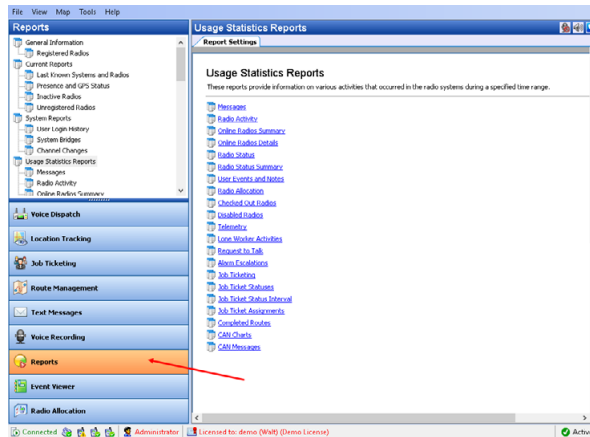 File View Map Tools Help
Reports
General Information
Registered Radios
Current Reports
Last Known Systems and Radios
Presence and GPS Status
Inactive Radios
Unregistered Radios
System Reports
User Login History
System Bridges
Channel Changes
Usage Statistics Reports
Messages
Radio Activity
Online Radios Summary
Voice Dispatch
Location Tracking
Job Ticketing
Route Management
Text Messages
Voice Recording
Reports
Event Viewer
Radio Allocation
Usage Statistics Reports
Report Settings
Usage Statistics Reports
These reports provide information on various activities that occurred in the radio systems during a specified time range.
Messages
Radio Activity
Online Radios Summary
Online Radios Details
Radio Status
Radio Status Summary
User Events and Notes
Radio Allocation
Checked Out Radios
Disabled Radios
Telemetry
Lone Worker Activities
Request to Talk
Alarm Escalations
Job Ticketing
Job Ticket Statuses
Job Ticket Status Interval
Job Ticket Assignments
Completed Routes
CAN Charts
CAN Messages
Connected Administrator Licensed to: demo (Walt) (Demo License) Activ